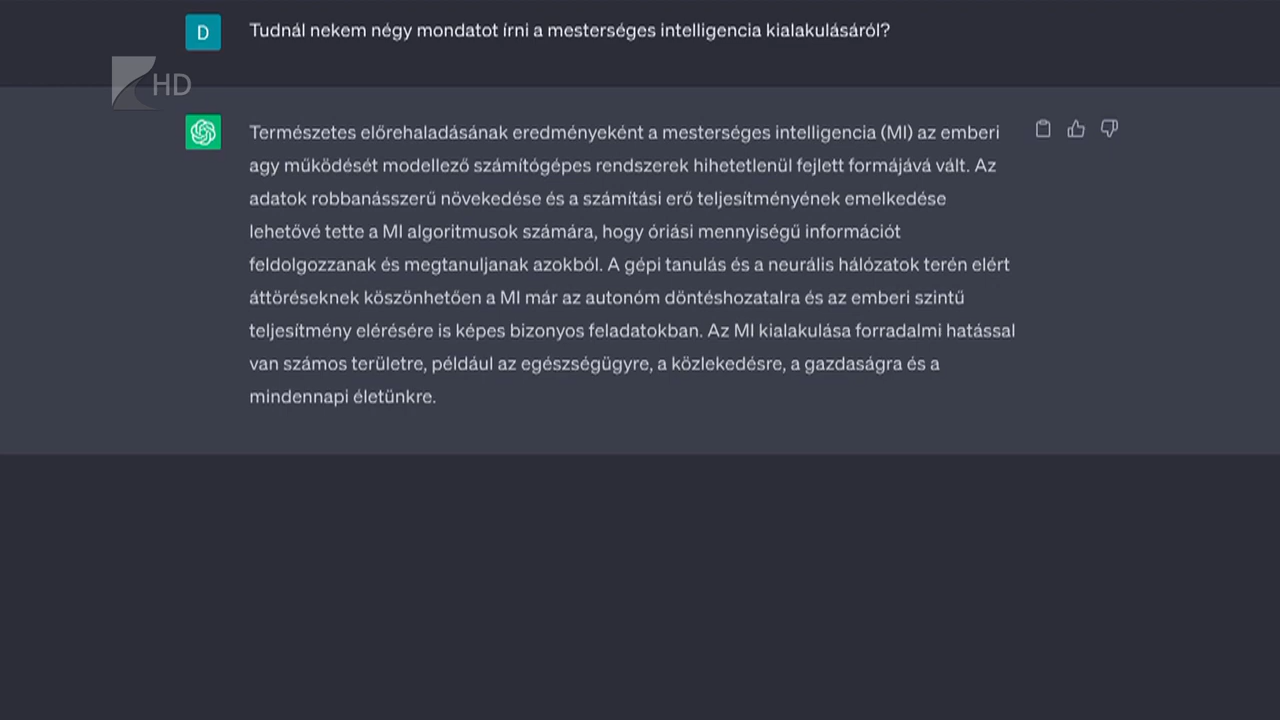 D
Tudnál nekem négy mondatot írni a mesterséges intelligencia kialakulásáról?
HD
Természetes előrehaladásának eredményeként a mesterséges intelligencia (MI) az emberi
agy működését modellező számítógépes rendszerek hihetetlenül fejlett formájává vált. Az
adatok robbanásszerű növekedése és a számítási erő teljesítményének emelkedése
lehetővé tette a MI algoritmusok számára, hogy óriási mennyiségű információt
feldolgozzanak és megtanuljanak azokból. A gépi tanulás és a neurális hálózatok terén elért
áttöréseknek köszönhetően a MI már az autonóm döntéshozatalra és az emberi szintű
teljesítmény elérésére is képes bizonyos feladatokban. Az MI kialakulása forradalmi hatással
van számos területre, például az egészségügyre, a közlekedésre, a gazdaságra és a
mindennapi életünkre.